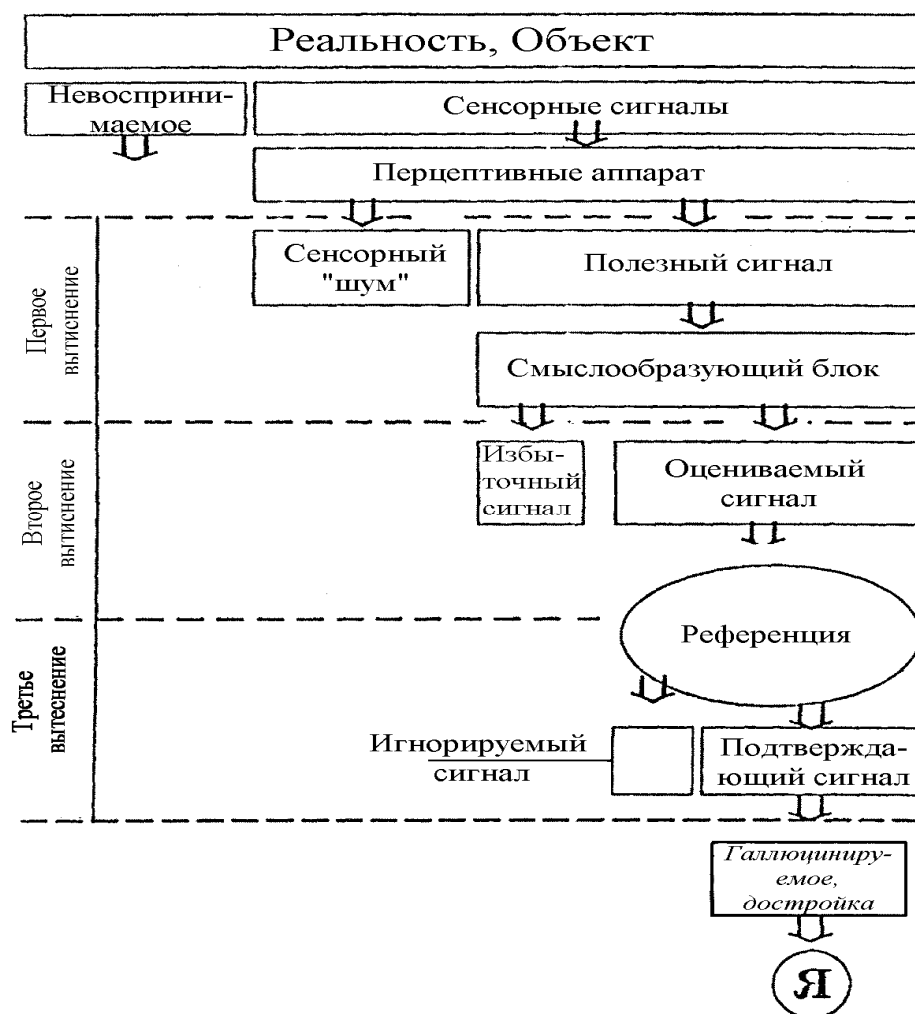 Реальность, Объект
Невосприни-
маемое
Сенсорные сигналы
Перцептивные аппарат
Первое
вытиснение
Сенсорный
"шум"
Полезный сигнал
Смыслообразующий блок
Второе
вытиснение
Избы-
точный
сигнал
Оцениваемый
сигнал
Референция
Третье
вытеснение
Игнорируемый
сигнал
Подтвержда-
ющий сигнал
Галлюциниру-
емое,
достройка
Я